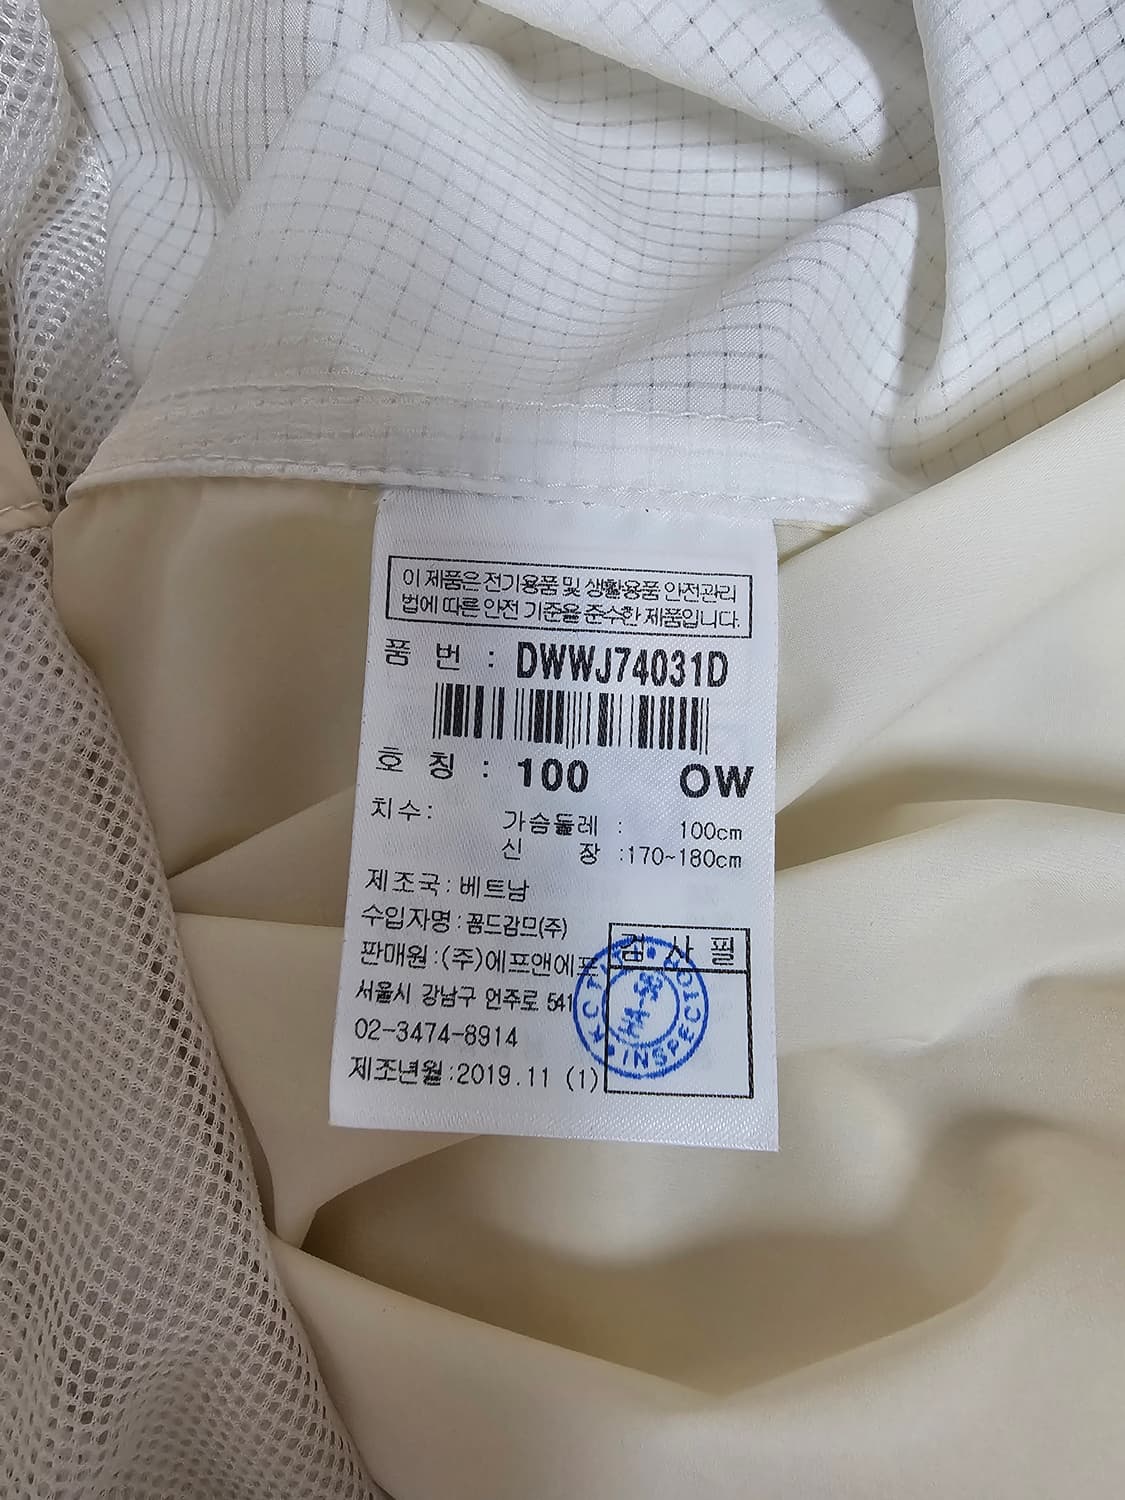 이 제품은 전기용품 및 생활용품 안전관리
법에 따른 안전 기준을 준수한 제품입니다.
품 번 : DWWJ74031D
호 칭 : 100 OW
치수: 가슴둘레 : 100cm
신 장 :170~180cm
제조국:베트남
수입자명:꼼드감므(주)
판매원:(주)에프앤에프
서울시 강남구 언주로 541
02-3474-8914
제조년월:2019.11 (1)
검 사 필
INSPECTION